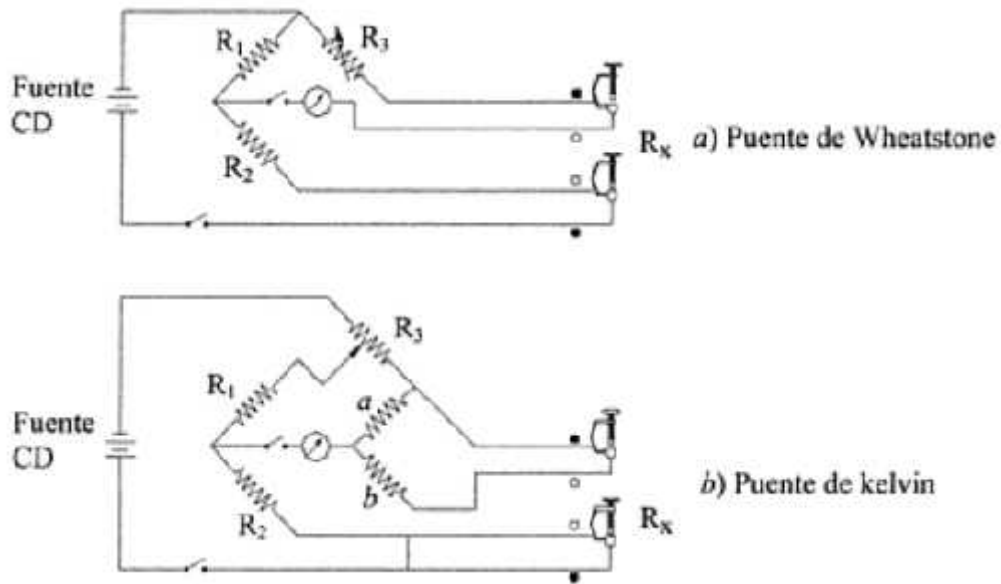 R₁
R₃
Fuente
CD
R₂
Rₓ
a) Puente de Wheatstone
R₃
R₁
a
Fuente
CD
b
R₂
Rₓ
b) Puente de kelvin